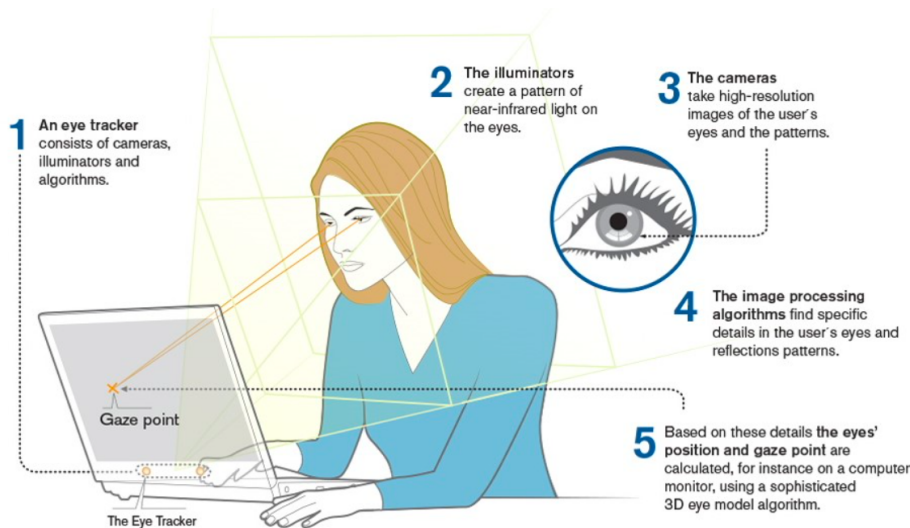 1
An eye tracker
consists of cameras,
illuminators and
algorithms.
2
The illuminators
create a pattern of
near-infrared light on
the eyes.
3
The cameras
take high-resolution
images of the user's
eyes and the patterns.
4
The image processing
algorithms find specific
details in the user's eyes and
reflections patterns.
5
Based on these details the eyes'
position and gaze point are
calculated, for instance on a computer
monitor, using a sophisticated
3D eye model algorithm.
Gaze point
The Eye Tracker